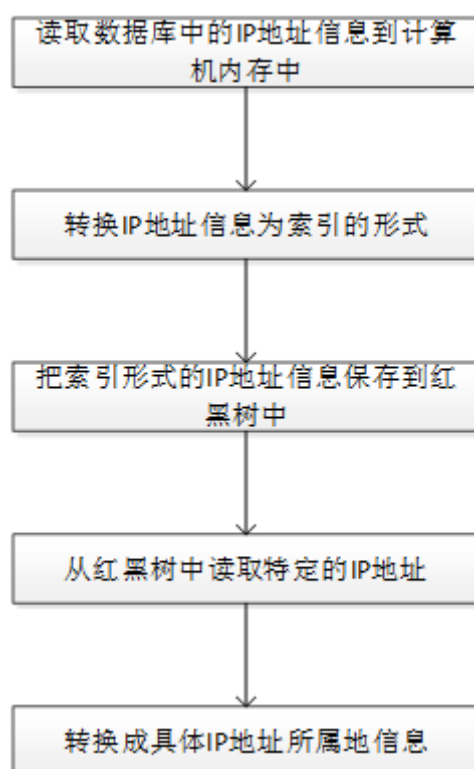 读取数据库中的IP地址信息到计算
机内存中
转换IP地址信息为索引的形式
把索引形式的IP地址信息保存到红
黑树中
从红黑树中读取特定的IP地址
转换成具体IP地址所属地信息